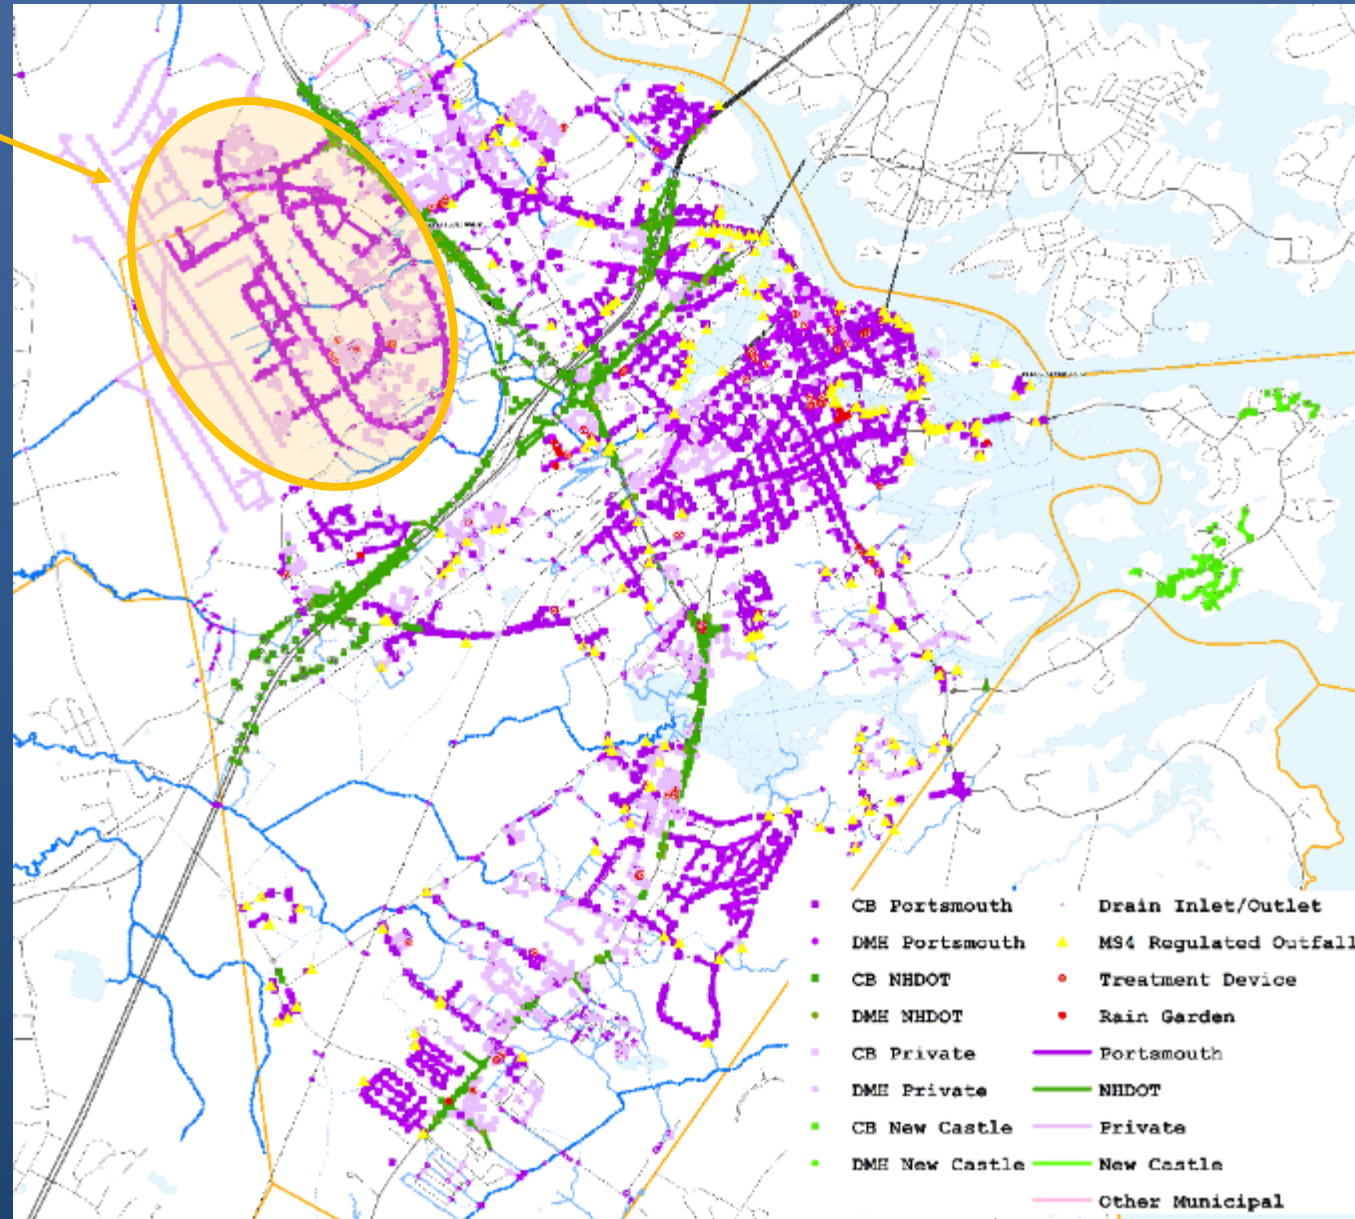 CB Portsmouth
DMH Portsmouth
CB NHDOT
DMH NHDOT
CB Private
DMH Private
CB New Castle
DMH New Castle
Drain Inlet/Outlet
MS4 Regulated Outfall
Treatment Device
Rain Garden
Portsmouth
NHDOT
Private
New Castle
Other Municipal